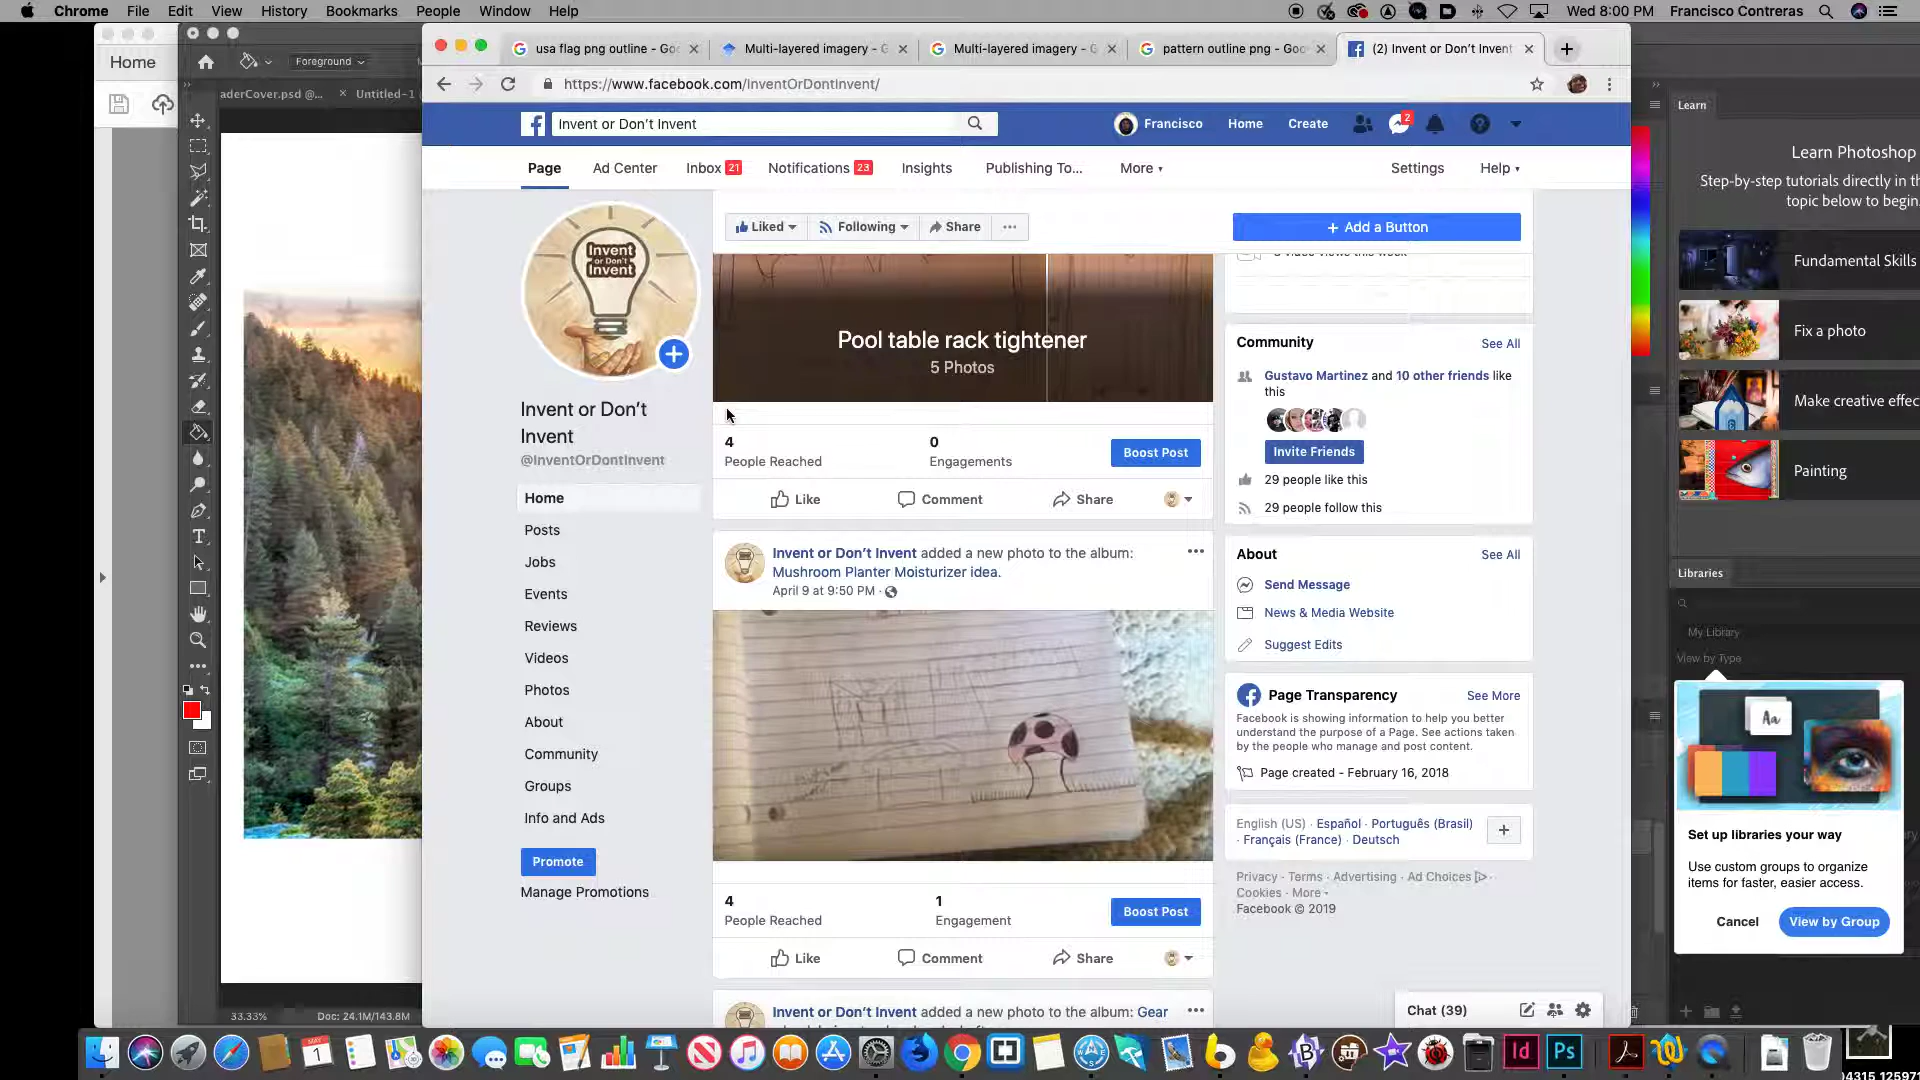 Chrome File Edit View History Bookmarks People Window Help
Wed 8:00 PM Francisco Contreras
Home
Foreground
aderCover.psd @...
Untitled-1
usa flag png outline - Goo
Multi-layered imagery - G
Multi-layered imagery - G
pattern outline png - Goo
(2) Invent or Don't Invent
https://www.facebook.com/InventOrDontInvent/
Invent or Don't Invent
Francisco Home Create
2
Page Ad Center Inbox 21 Notifications 23 Insights Publishing To... More
Settings Help
Liked Following Share
+ Add a Button
Invent
or Don't
Invent
Invent or Don't
Invent
@InventOrDontInvent
Home
Posts
Jobs
Events
Reviews
Videos
Photos
About
Community
Groups
Info and Ads
Promote
Manage Promotions
Pool table rack tightener
5 Photos
4
People Reached
0
Engagements
Boost Post
Like Comment Share
Invent or Don't Invent added a new photo to the album:
Mushroom Planter Moisturizer idea.
April 9 at 9:50 PM
4
People Reached
1
Engagement
Boost Post
Like Comment Share
Invent or Don't Invent added a new photo to the album: Gear
Community
See All
Gustavo Martinez and 10 other friends like
this
Invite Friends
29 people like this
29 people follow this
About
See All
Send Message
News & Media Website
Suggest Edits
Page Transparency
See More
Facebook is showing information to help you better
understand the purpose of a Page. See actions taken
by the people who manage and post content.
Page created - February 16, 2018
English (US) · Español · Português (Brasil)
· Français (France) · Deutsch
Privacy · Terms · Advertising · Ad Choices ·
Cookies · More
Facebook © 2019
Chat (39)
Learn
Learn Photoshop
Step-by-step tutorials directly in th
topic below to begin.
Fundamental Skills
Fix a photo
Make creative effec
Painting
Libraries
My Library
View by Type
Aa
Set up libraries your way
Use custom groups to organize
items for faster, easier access.
Cancel
View by Group
33.33%
Doc: 24.1M/143.8M
MAY
1
Id
Ps
04315